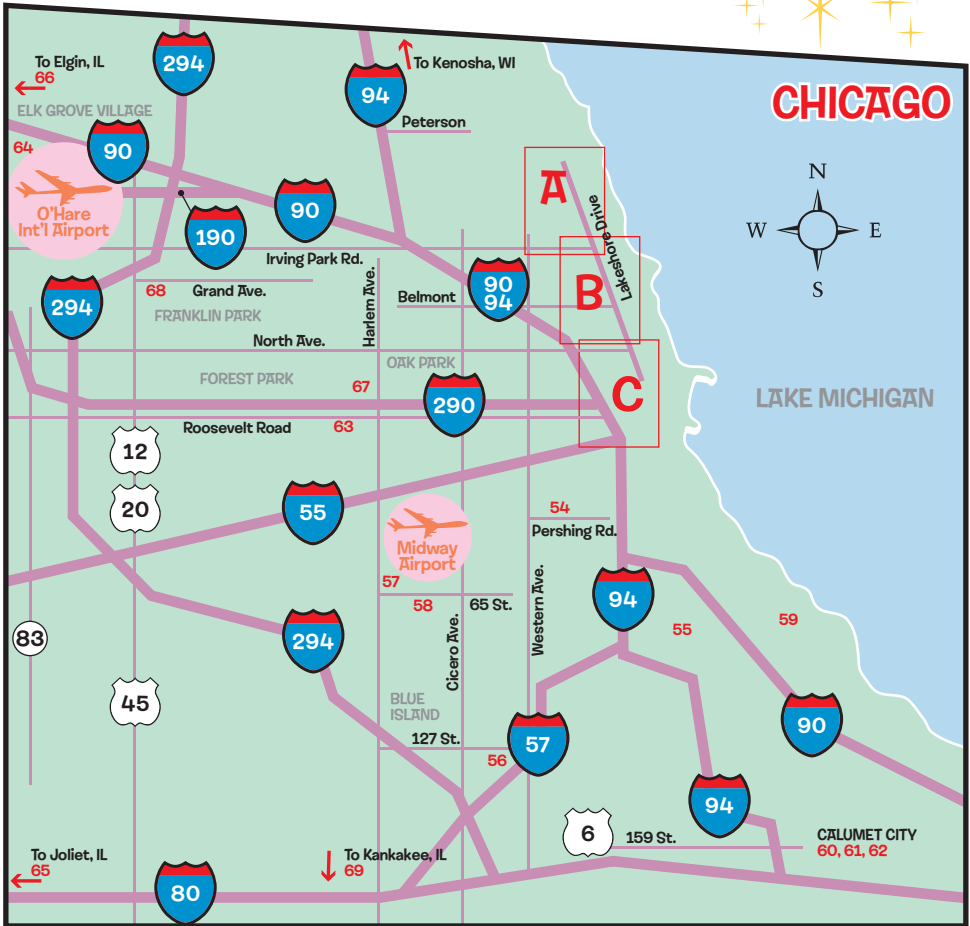 CHICAGO
To Elgin, IL
66
294
To Kenosha, WI
94
ELK GROVE VILLAGE
Peterson
90
64
O'Hare
Int'l Airport
A
N
W
E
S
90
190
Lakeshore Drive
Irving Park Rd.
Harlem Ave.
90
94
B
68
Grand Ave.
Belmont
294
FRANKLIN PARK
North Ave.
OAK PARK
FOREST PARK
67
290
C
LAKE MICHIGAN
Roosevelt Road
63
12
20
55
54
Pershing Rd.
Midway
Airport
57
58
65 St.
Western Ave.
94
55
59
83
294
Cicero Ave.
45
BLUE
ISLAND
127 St.
56
57
90
94
6
159 St.
CALUMET CITY
60, 61, 62
To Joliet, IL
65
To Kankakee, IL
69
80